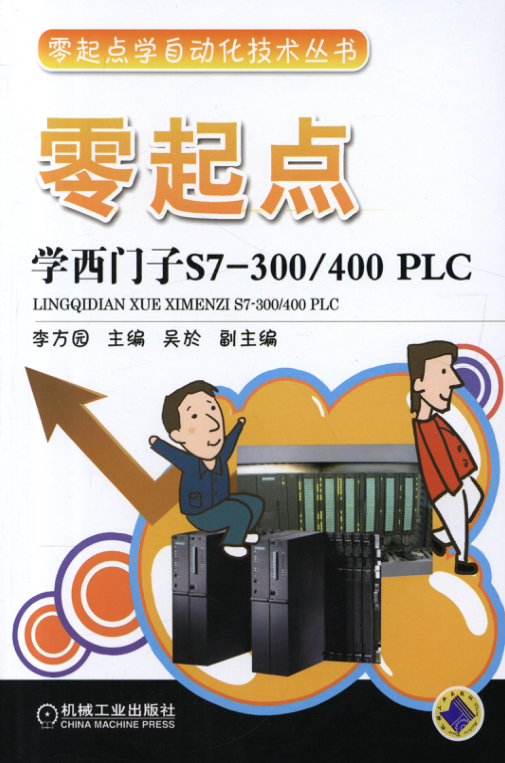 零起点学自动化技术丛书
零起点
学西门子S7-300/400 PLC
LINGQIDIAN XUE XIMENZI S7-300/400 PLC
李方园 主编 吴於 副主编
机械工业出版社
CHINA MACHINE PRESS